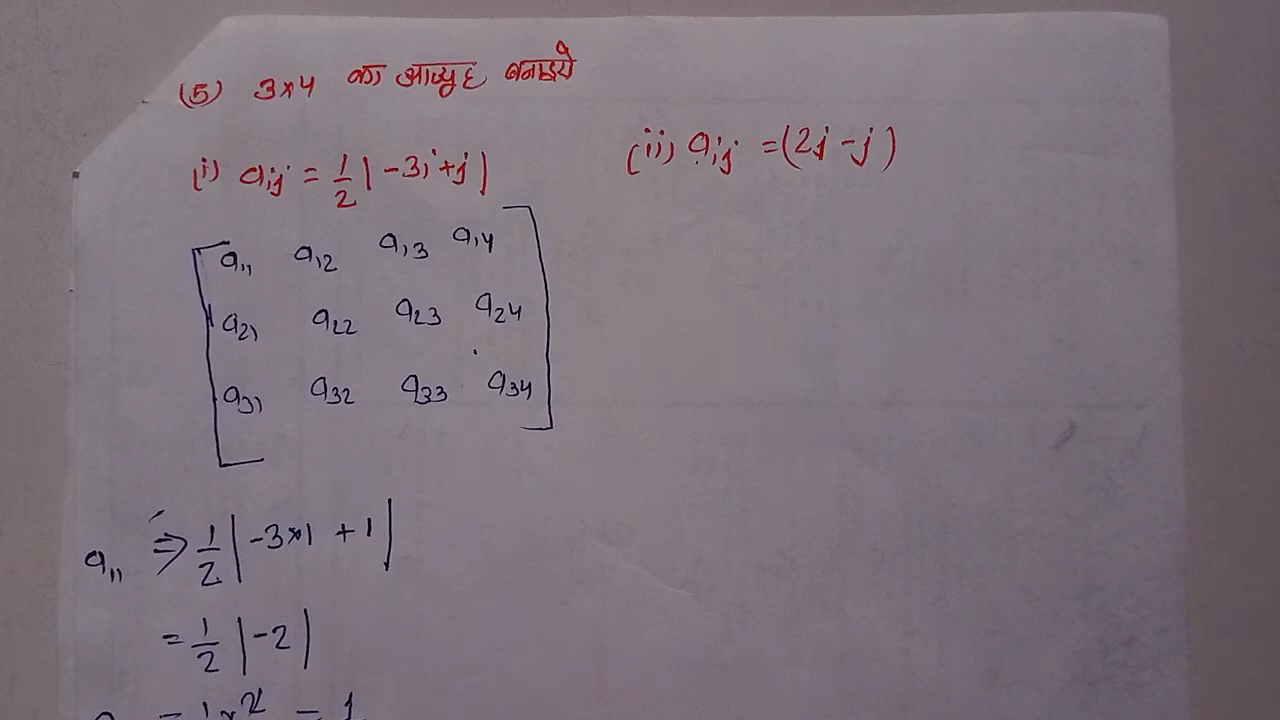 (5) 3×4 का आव्युह बनाइये
(i) aij = 1/2 |-3i+j|
(ii) aij = (2j-j)
a11 a12 a13 a14
a21 a22 a23 a24
a31 a32 a33 a34
a11 ⇒ 1/2 |-3×1 + 1|
= 1/2 |-2|